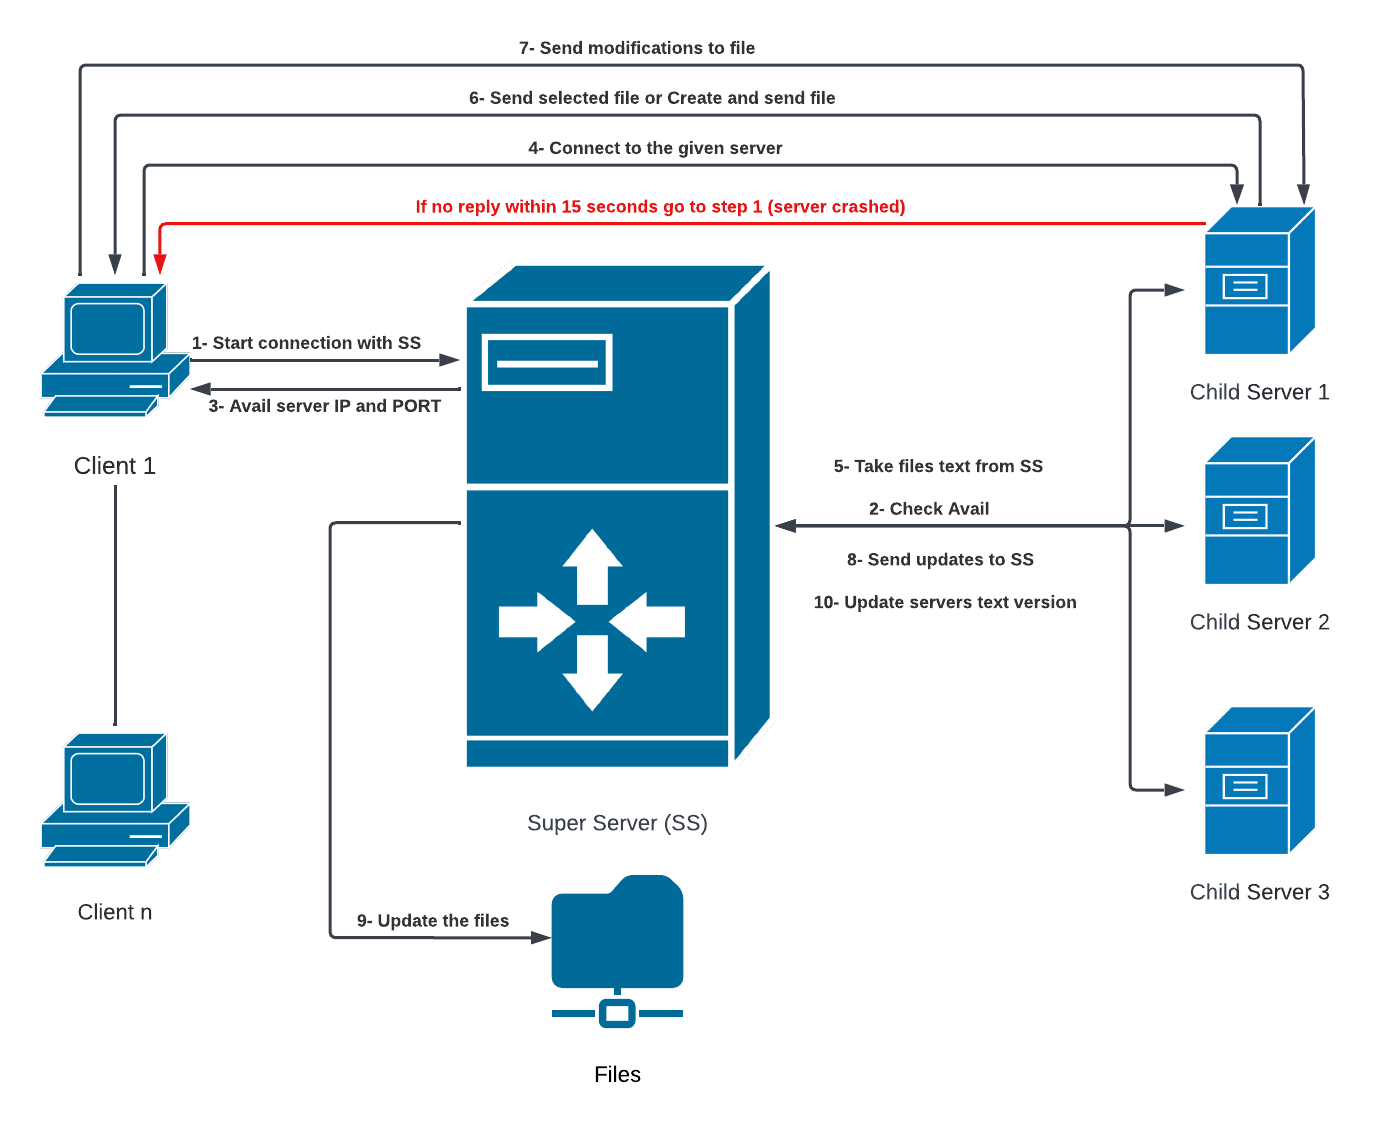 7- Send modifications to file
6- Send selected file or Create and send file
4- Connect to the given server
If no reply within 15 seconds go to step 1 (server crashed)
1- Start connection with SS
3- Avail server IP and PORT
Child Server 1
Client 1
5- Take files text from SS
2- Check Avail
8- Send updates to SS
10- Update servers text version
Child Server 2
Super Server (SS)
Child Server 3
Client n
9- Update the files
Files